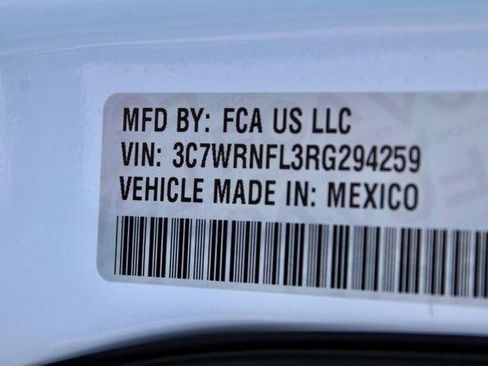 MFD BY: FCA US LLC
VIN: 3C7WRNFL3RG294259
VEHICLE MADE IN: MEXICO